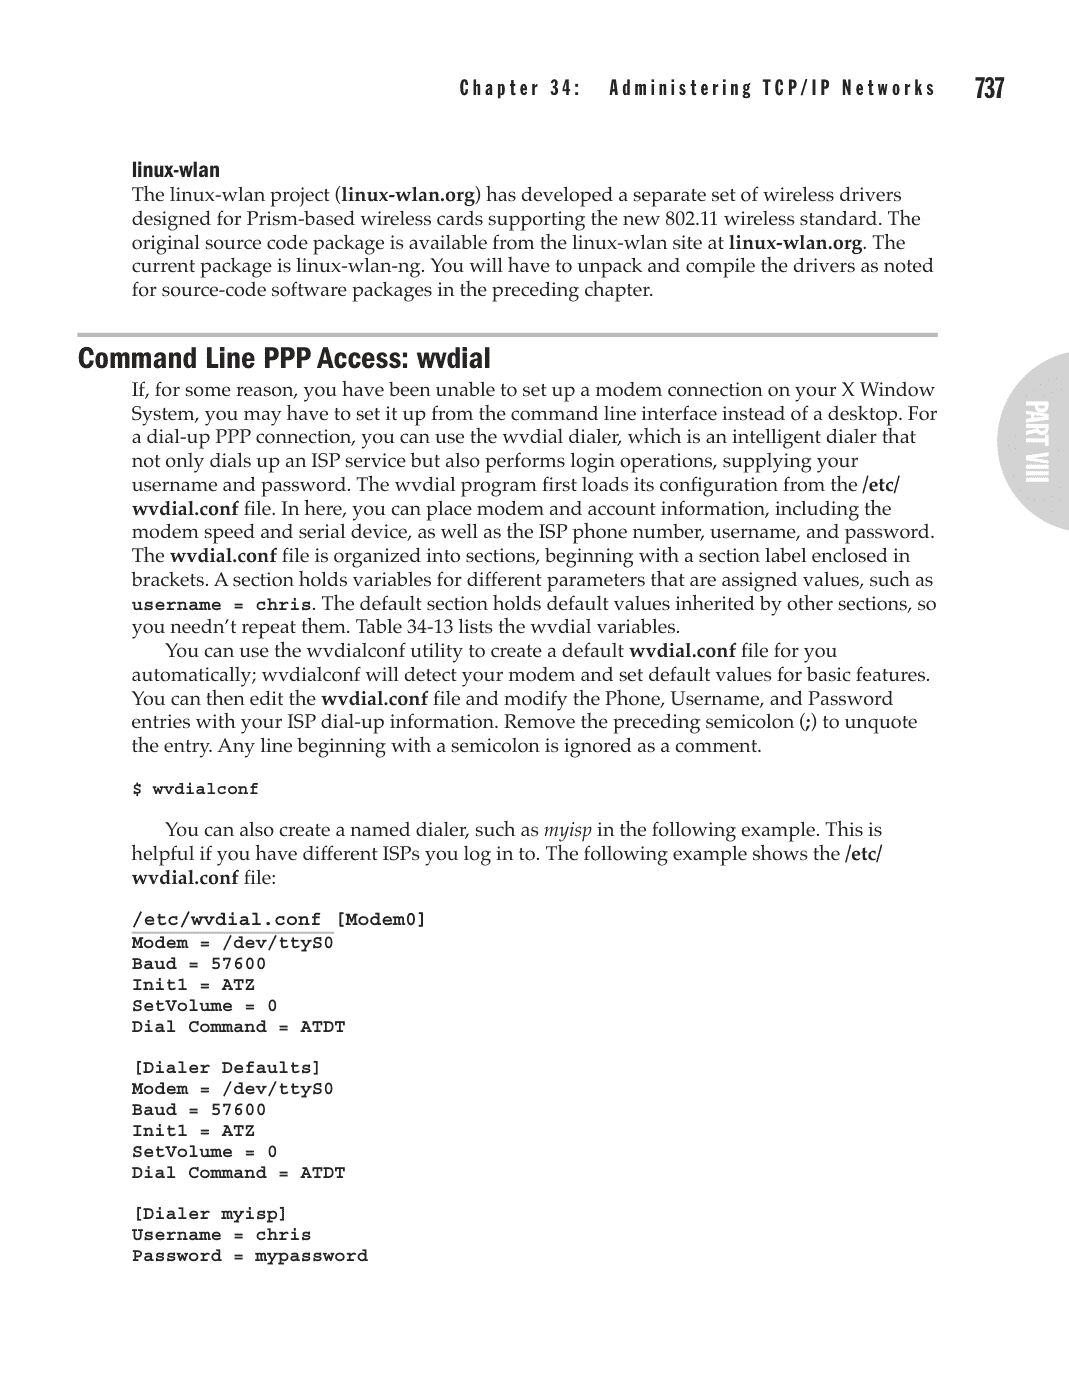 Chapter 34: Administering TCP/IP Networks 737
linux-wlan
The linux-wlan project (linux-wlan.org) has developed a separate set of wireless drivers
designed for Prism-based wireless cards supporting the new 802.11 wireless standard. The
original source code package is available from the linux-wlan site at linux-wlan.org. The
current package is linux-wlan-ng. You will have to unpack and compile the drivers as noted
for source-code software packages in the preceding chapter.
Command Line PPP Access: wvdial
If, for some reason, you have been unable to set up a modem connection on your X Window
System, you may have to set it up from the command line interface instead of a desktop. For
a dial-up PPP connection, you can use the wvdial dialer, which is an intelligent dialer that
not only dials up an ISP service but also performs login operations, supplying your
username and password. The wvdial program first loads its configuration from the /etc/
wvdial.conf file. In here, you can place modem and account information, including the
modem speed and serial device, as well as the ISP phone number, username, and password.
The wvdial.conf file is organized into sections, beginning with a section label enclosed in
brackets. A section holds variables for different parameters that are assigned values, such as
username = chris. The default section holds default values inherited by other sections, so
you needn't repeat them. Table 34-13 lists the wvdial variables.
You can use the wvdialconf utility to create a default wvdial.conf file for you
automatically; wvdialconf will detect your modem and set default values for basic features.
You can then edit the wvdial.conf file and modify the Phone, Username, and Password
entries with your ISP dial-up information. Remove the preceding semicolon (;) to unquote
the entry. Any line beginning with a semicolon is ignored as a comment.
$ wvdialconf
You can also create a named dialer, such as myisp in the following example. This is
helpful if you have different ISPs you log in to. The following example shows the /etc/
wvdial.conf file:
/etc/wvdial.conf [Modem0]
Modem = /dev/ttyS0
Baud = 57600
Init1 = ATZ
SetVolume = 0
Dial Command = ATDT
[Dialer Defaults]
Modem = /dev/ttyS0
Baud = 57600
Init1 = ATZ
SetVolume = 0
Dial Command = ATDT
[Dialer myisp]
Username = chris
Password = mypassword
PART VIIII